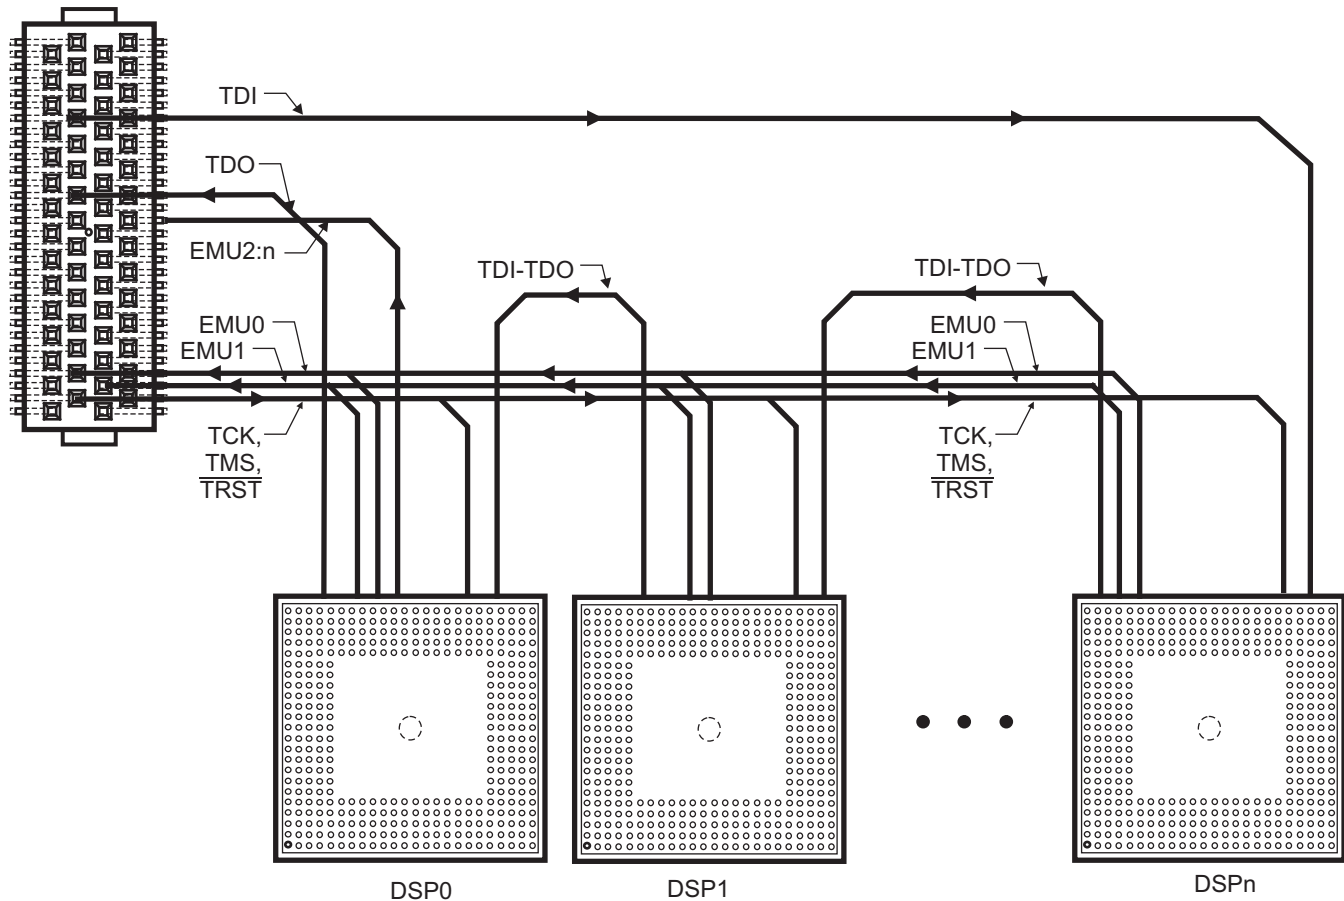 TDI
TDO
EMU2:n
TDI-TDO
TDI-TDO
EMU0
EMU1
EMU0
EMU1
TCK,
TMS,
TRST
TCK,
TMS,
TRST
DSP0
DSP1
DSPn